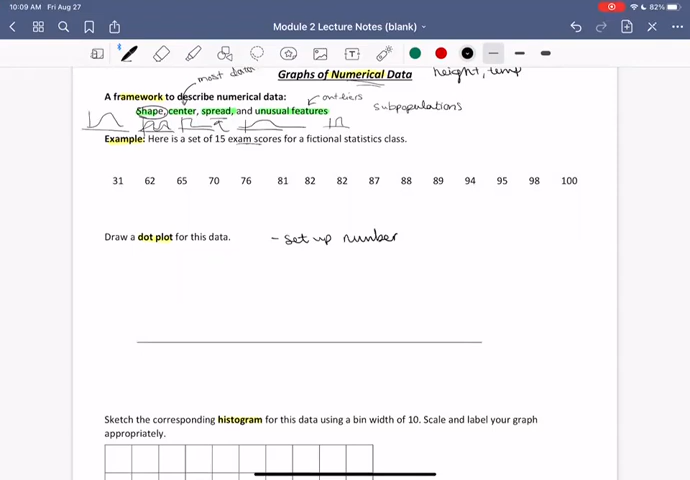 10:09 AM Fri Aug 27
82%
Module 2 Lecture Notes (blank)
Graphs of Numerical Data
height, temp
most data
A framework to describe numerical data:
outliers
Shape, center, spread, and unusual features
subpopulations
Example: Here is a set of 15 exam scores for a fictional statistics class.
31 62 65 70 76 81 82 82 87 88 89 94 95 98 100
Draw a dot plot for this data.
- set up number
Sketch the corresponding histogram for this data using a bin width of 10. Scale and label your graph
appropriately.